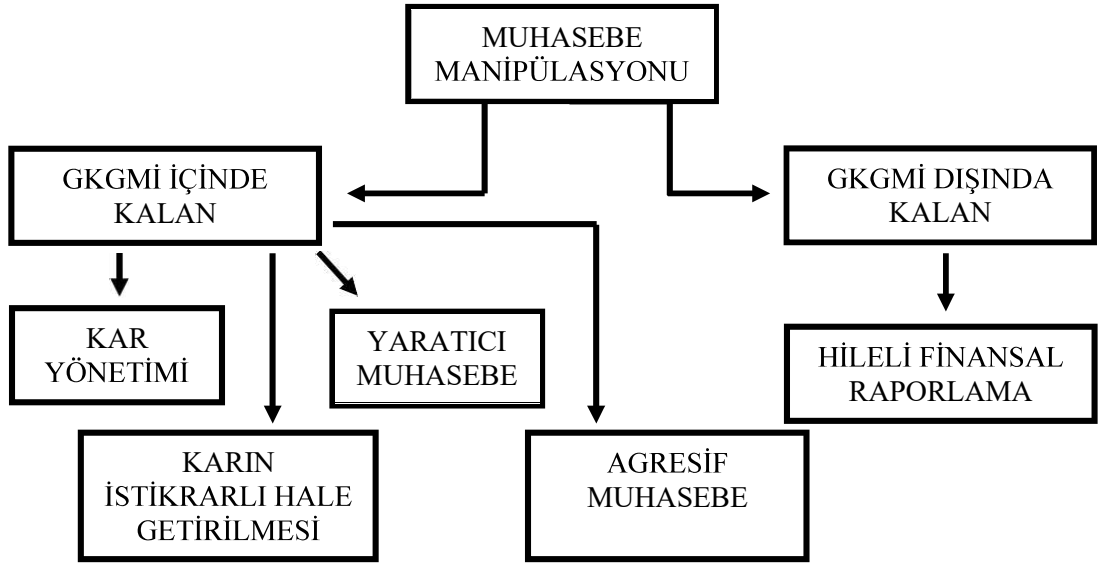 MUHASEBE
MANİPÜLASYONU
GKGMİ İÇİNDE
KALAN
GKGMİ DIŞINDA
KALAN
KAR
YÖNETİMİ
YARATICI
MUHASEBE
HİLELİ FİNANSAL
RAPORLAMA
KARIN
İSTİKRARLI HALE
GETİRİLMESİ
AGRESİF
MUHASEBE